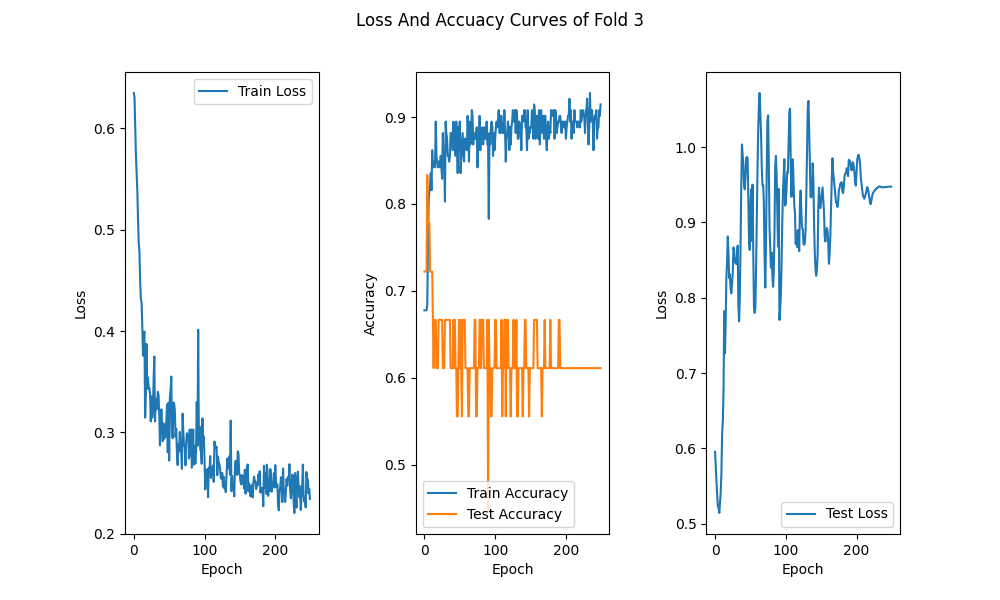 Loss And Accuacy Curves of Fold 3
Train Loss
Loss
0.6
0.5
0.4
0.3
0.2
0 100 200
Epoch
Train Accuracy
Test Accuracy
Accuracy
0.9
0.8
0.7
0.6
0.5
0 100 200
Epoch
Test Loss
Loss
1.0
0.9
0.8
0.7
0.6
0.5
0 100 200
Epoch